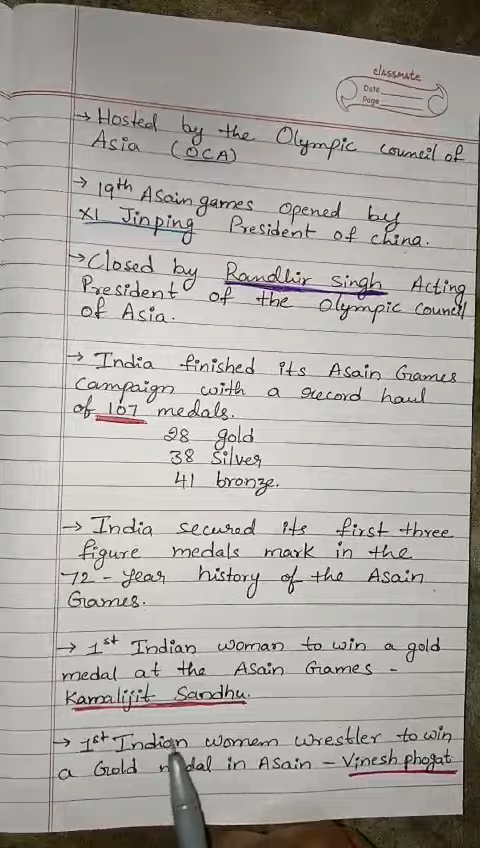 classmate
Date
Page
→ Hosted by the Olympic council of
Asia (OCA)
→ 19th Asain games opened by
XI Jinping President of china.
→ Closed by Randhir singh Acting
President of the Olympic council
of Asia.
→ India finished its Asain Games
campaign with a record haul
of 107 medals.
28 gold
38 silver
41 bronze.
→ India secured its first three
figure medals mark in the
72-year history of the Asain
Games.
→ 1st Indian woman to win a gold
medal at the Asain Games -
Kamalijit Sandhu.
→ 1st Indian womem wrestler to win
a Gold medal in Asain - Vinesh phogat